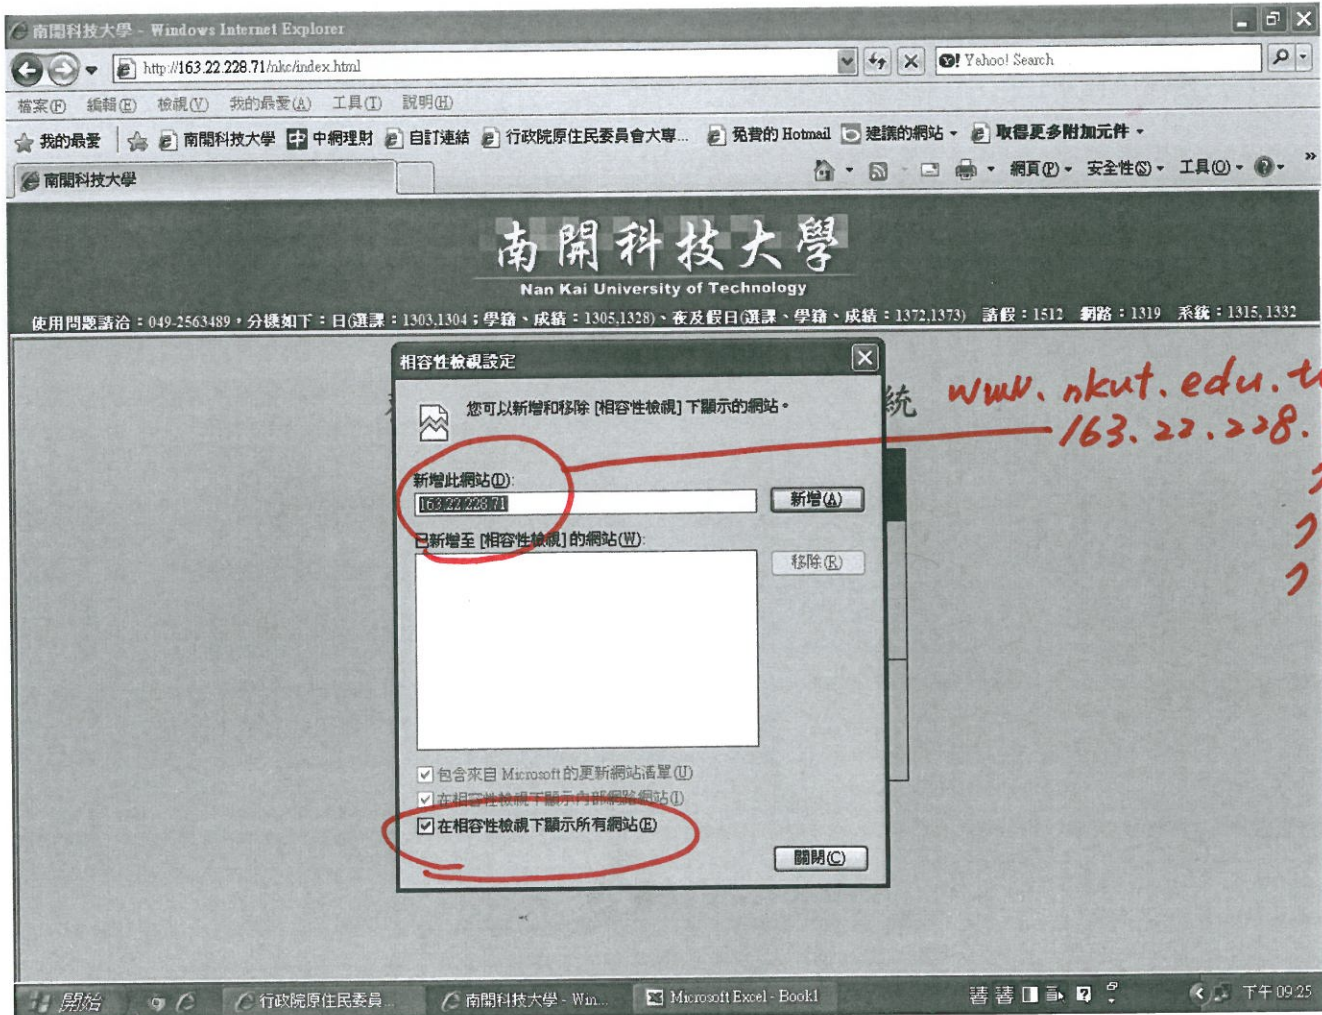 南開科技大學 - Windows Internet Explorer
http://163.22.228.71/nkc/index.html
Yahoo! Search
檔案(F) 編輯(E) 檢視(V) 我的最愛(A) 工具(T) 說明(H)
我的最愛 南開科技大學 中網理財 自訂連結 行政院原住民委員會大專... 免費的 Hotmail 建議的網站 取得更多附加元件
南開科技大學 網頁(P) 安全性(S) 工具(O)
南開科技大學
Nan Kai University of Technology
使用問題請洽：049-2563489，分機如下：日(選課：1303,1304；學籍、成績：1305,1328)、夜及假日(選課、學籍、成績：1372,1373) 請假：1512 網路：1319 系統：1315,1332
相容性檢視設定
統
www.nkut.edu.t
您可以新增和移除 [相容性檢視] 下顯示的網站。
163.22.228.
新增此網站(D):
163.22.228.71
新增(A)
已新增至 [相容性檢視] 的網站(W):
移除(R)
包含來自 Microsoft 的更新網站清單(U)
在相容性檢視下顯示內部網路網站(I)
在相容性檢視下顯示所有網站(E)
關閉(C)
開始 行政院原住民委員... 南開科技大學 - Win... Microsoft Excel - Book1 下午 09:25